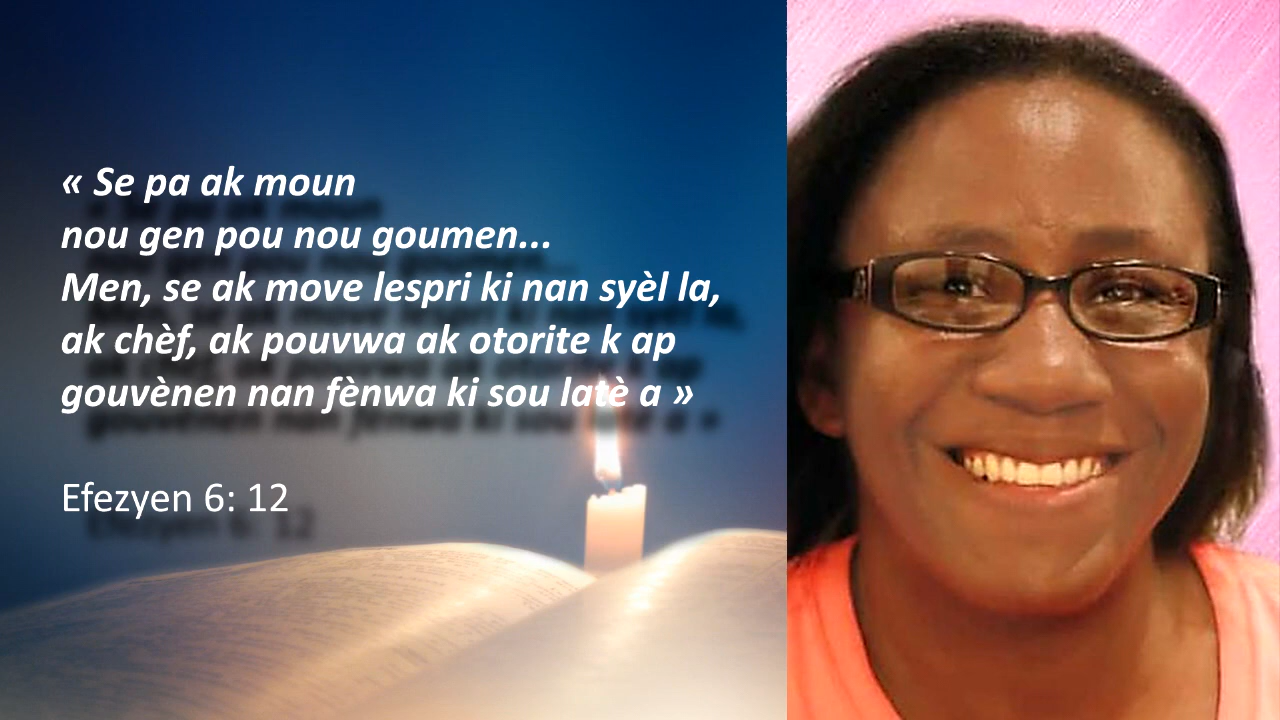 « Se pa ak moun
nou gen pou nou goumen...
Men, se ak move lespri ki nan syèl la,
ak chèf, ak pouvwa ak otorite k ap
gouvènen nan fènwa ki sou latè a »
Efezyen 6: 12